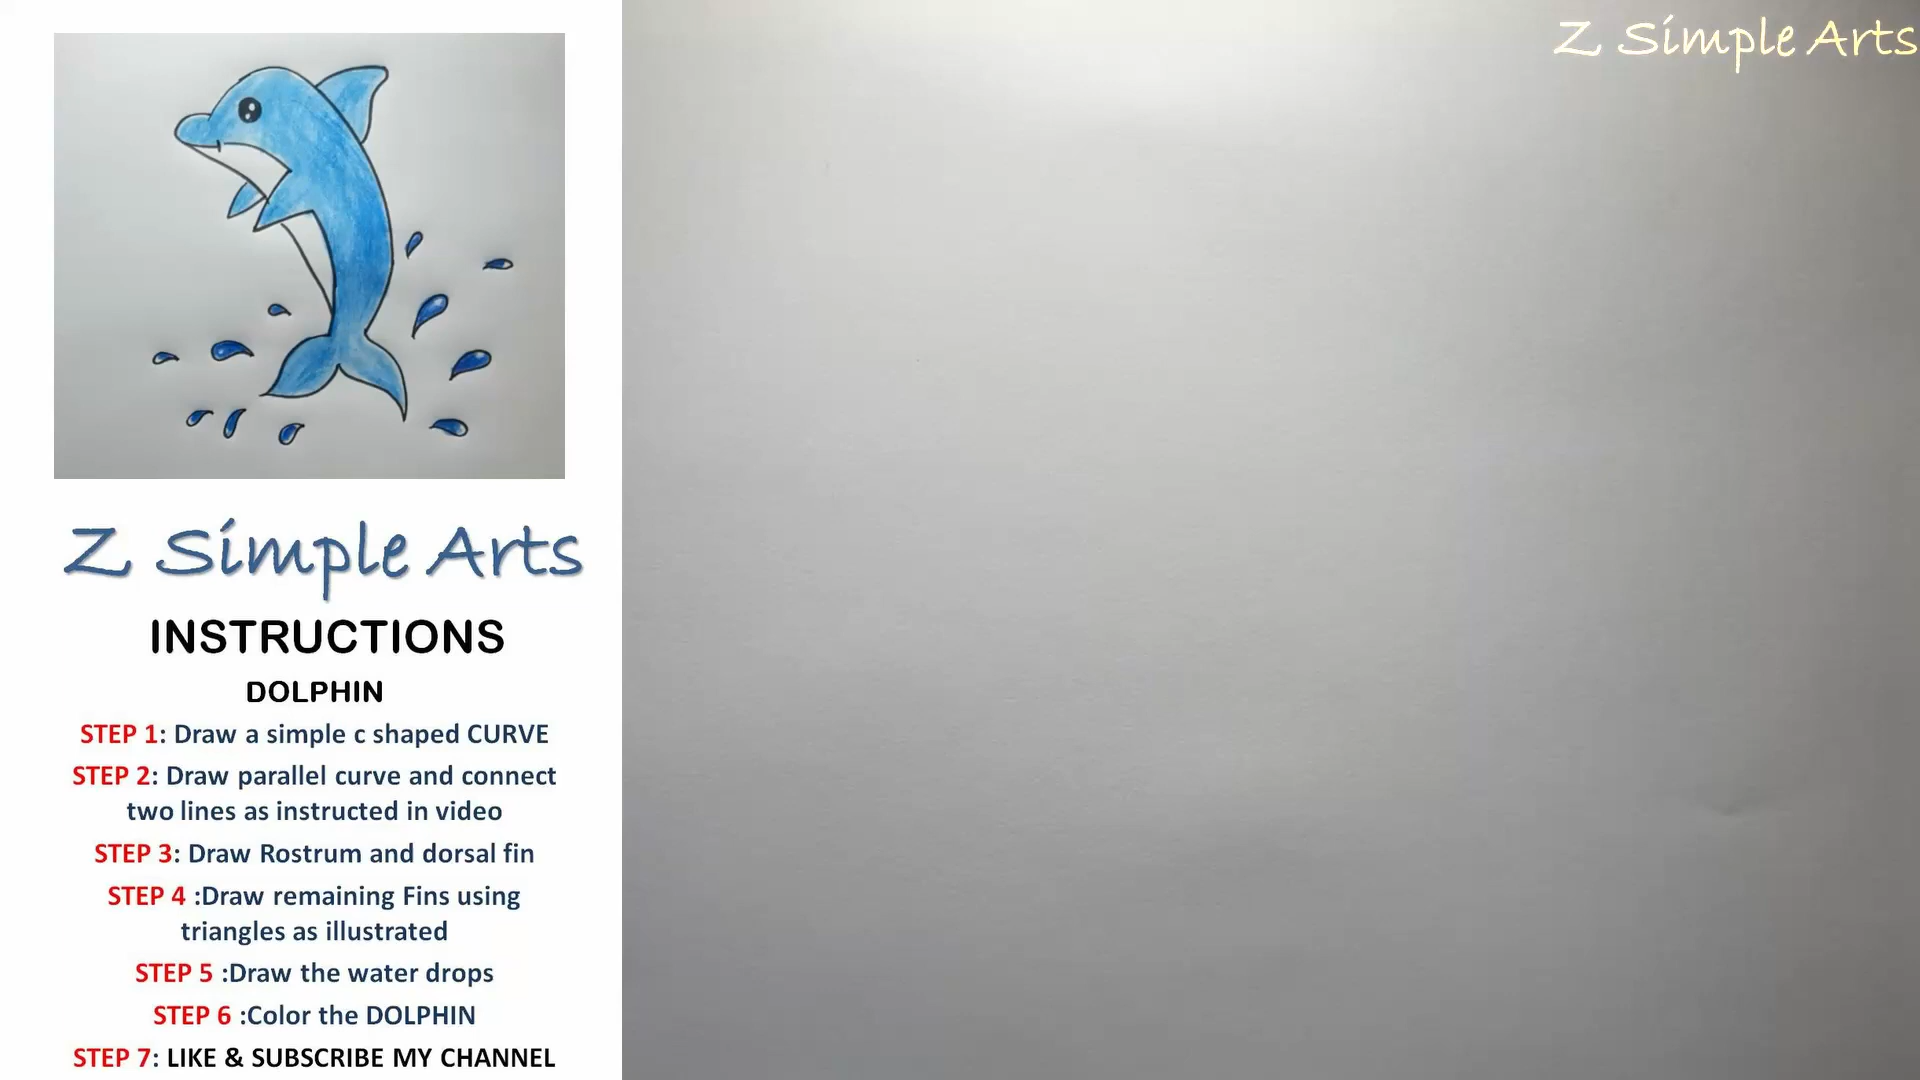 Z Simple Arts
Z Simple Arts
INSTRUCTIONS
DOLPHIN
STEP 1: Draw a simple c shaped CURVE
STEP 2: Draw parallel curve and connect
two lines as instructed in video
STEP 3: Draw Rostrum and dorsal fin
STEP 4 :Draw remaining Fins using
triangles as illustrated
STEP 5 :Draw the water drops
STEP 6 :Color the DOLPHIN
STEP 7: LIKE & SUBSCRIBE MY CHANNEL